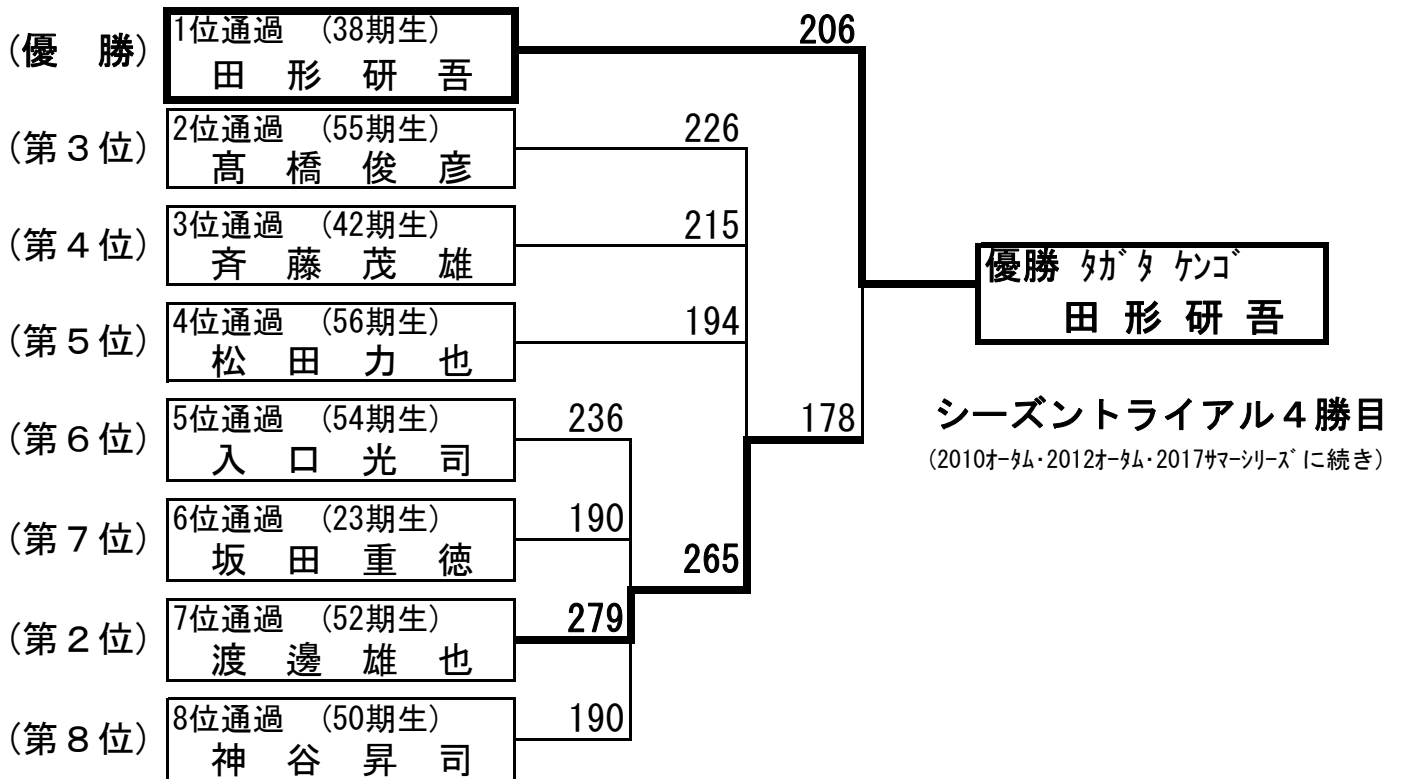 (優　勝)
1位通過　(38期生)
田　形　研　吾
206
(第３位)
2位通過　(55期生)
髙　橋　俊　彦
226
(第４位)
3位通過　(42期生)
斉　藤　茂　雄
215
(第５位)
4位通過　(56期生)
松　田　力　也
194
(第６位)
5位通過　(54期生)
入　口　光　司
236
(第７位)
6位通過　(23期生)
坂　田　重　徳
190
(第２位)
7位通過　(52期生)
渡　邊　雄　也
279
265
178
(第８位)
8位通過　(50期生)
神　谷　昇　司
190
優勝 ﾀｶﾞﾀ ｹﾝｺﾞ
田 形 研 吾
シーズントライアル４勝目
(2010ｵｰﾀﾑ･2012ｵｰﾀﾑ･2017ｻﾏｰｼﾘｰｽﾞに続き)